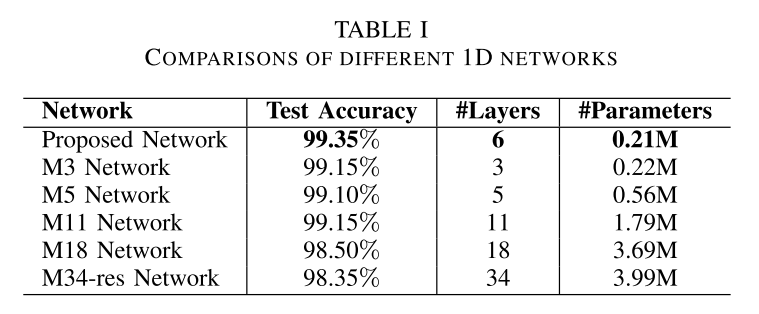 TABLE I
COMPARISONS OF DIFFERENT 1D NETWORKS
Network Test Accuracy #Layers #Parameters
Proposed Network 99.35% 6 0.21M
M3 Network 99.15% 3 0.22M
M5 Network 99.10% 5 0.56M
M11 Network 99.15% 11 1.79M
M18 Network 98.50% 18 3.69M
M34-res Network 98.35% 34 3.99M